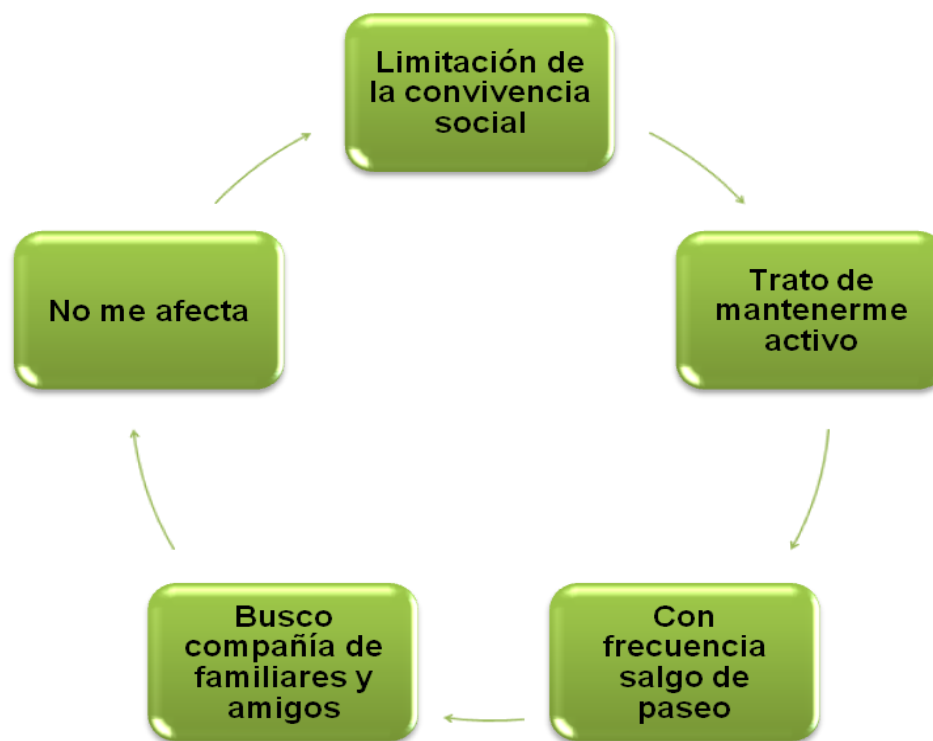 Limitación de
la convivencia
social
Trato de
mantenerme
activo
Con
frecuencia
salgo de
paseo
Busco
compañía de
familiares y
amigos
No me afecta